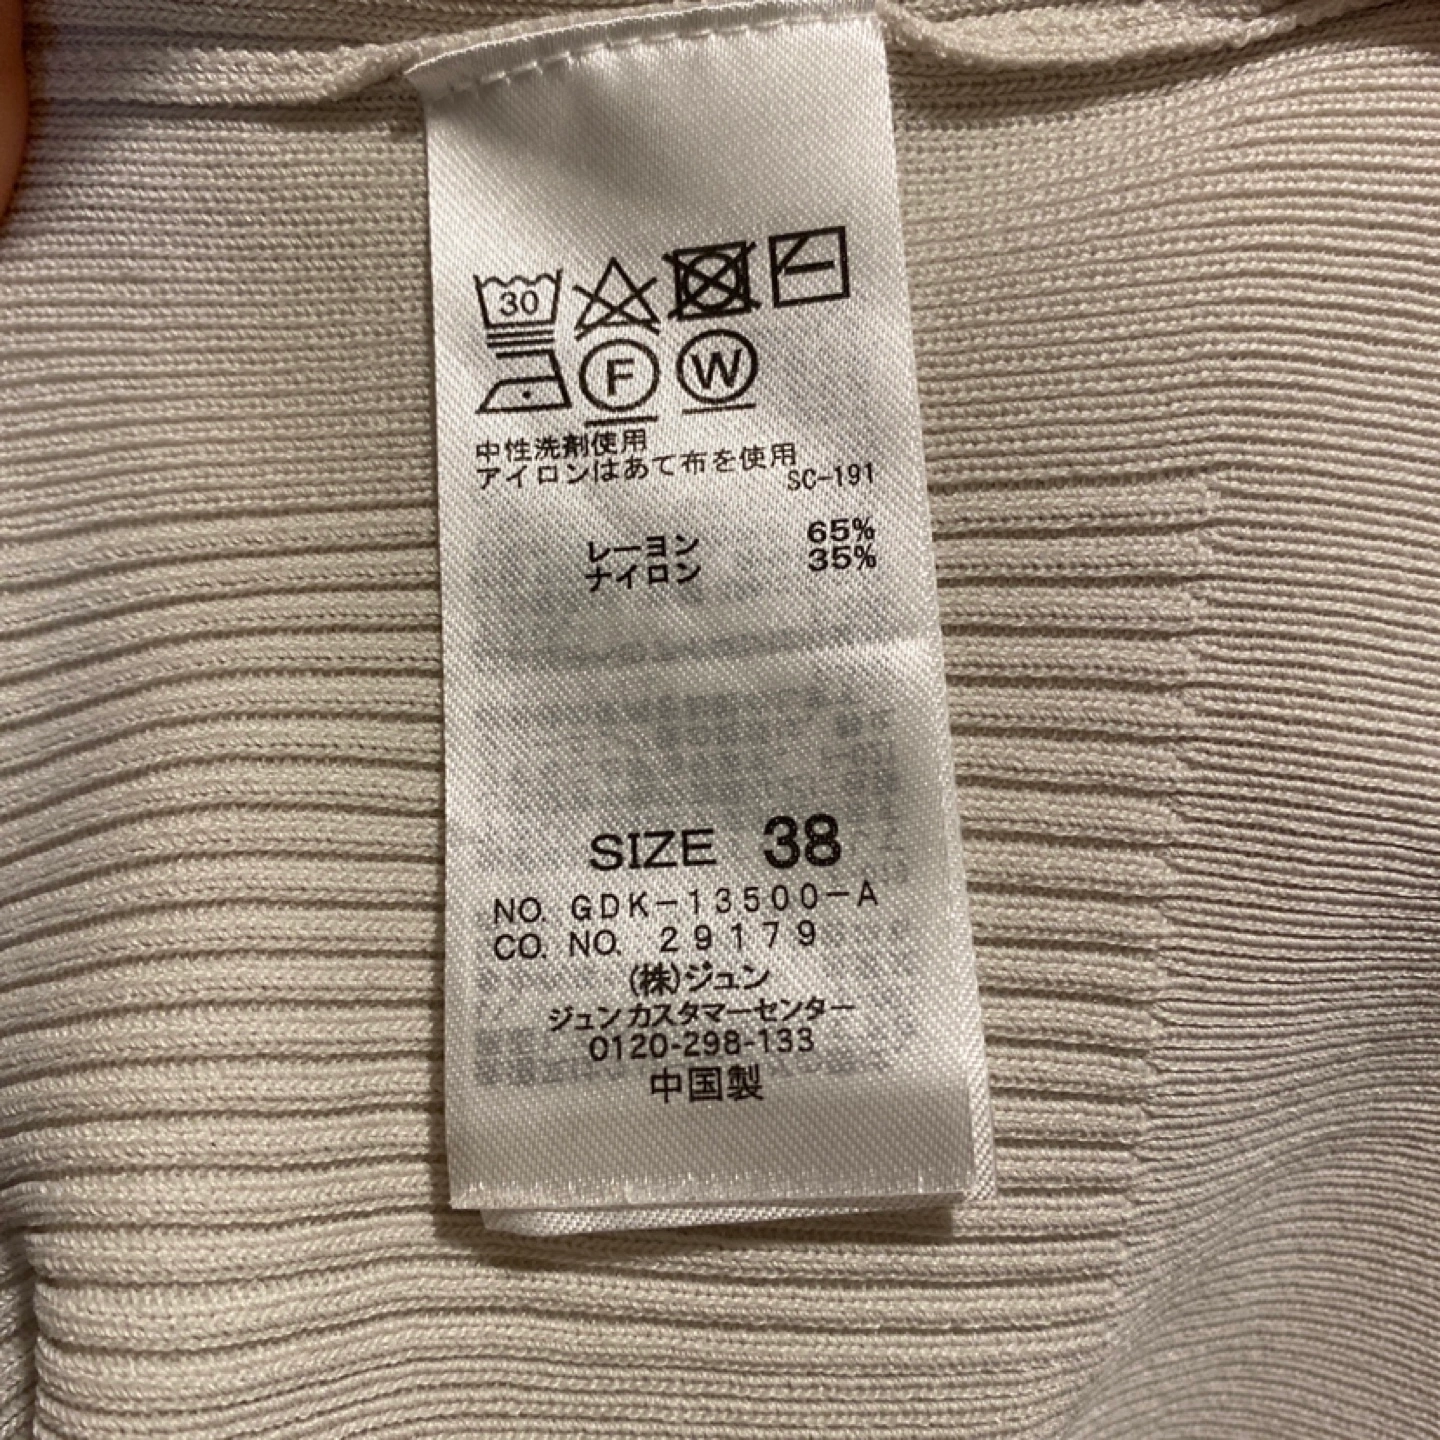 30
F W
中性洗剤使用
アイロンはあて布を使用
SC-191
レーヨン 65%
ナイロン 35%
SIZE 38
NO. GDK-13500-A
CO. NO. 29179
(株)ジュン
ジュンカスタマーセンター
0120-298-133
中国製